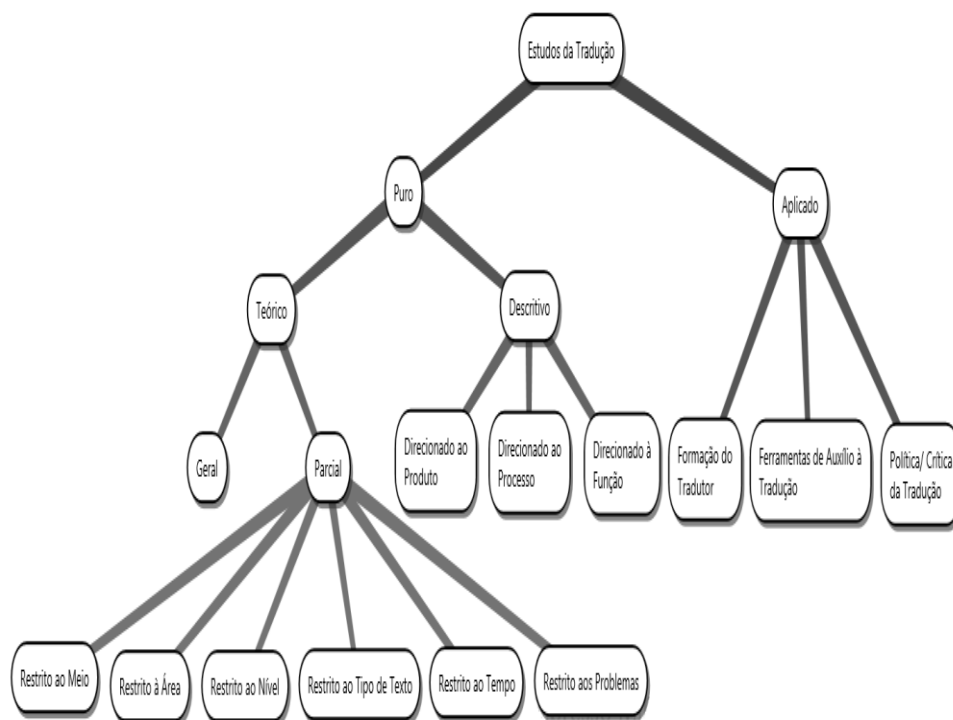 Estudos da Tradução
Puro
Aplicado
Teórico
Descritivo
Geral
Parcial
Direcionado ao
Produto
Direcionado ao
Processo
Direcionado à
Função
Formação do
Tradutor
Ferramentas de Auxílio à
Tradução
Política/ Crítica
da Tradução
Restrito ao Meio
Restrito à Área
Restrito ao Nível
Restrito ao Tipo de Texto
Restrito ao Tempo
Restrito aos Problemas